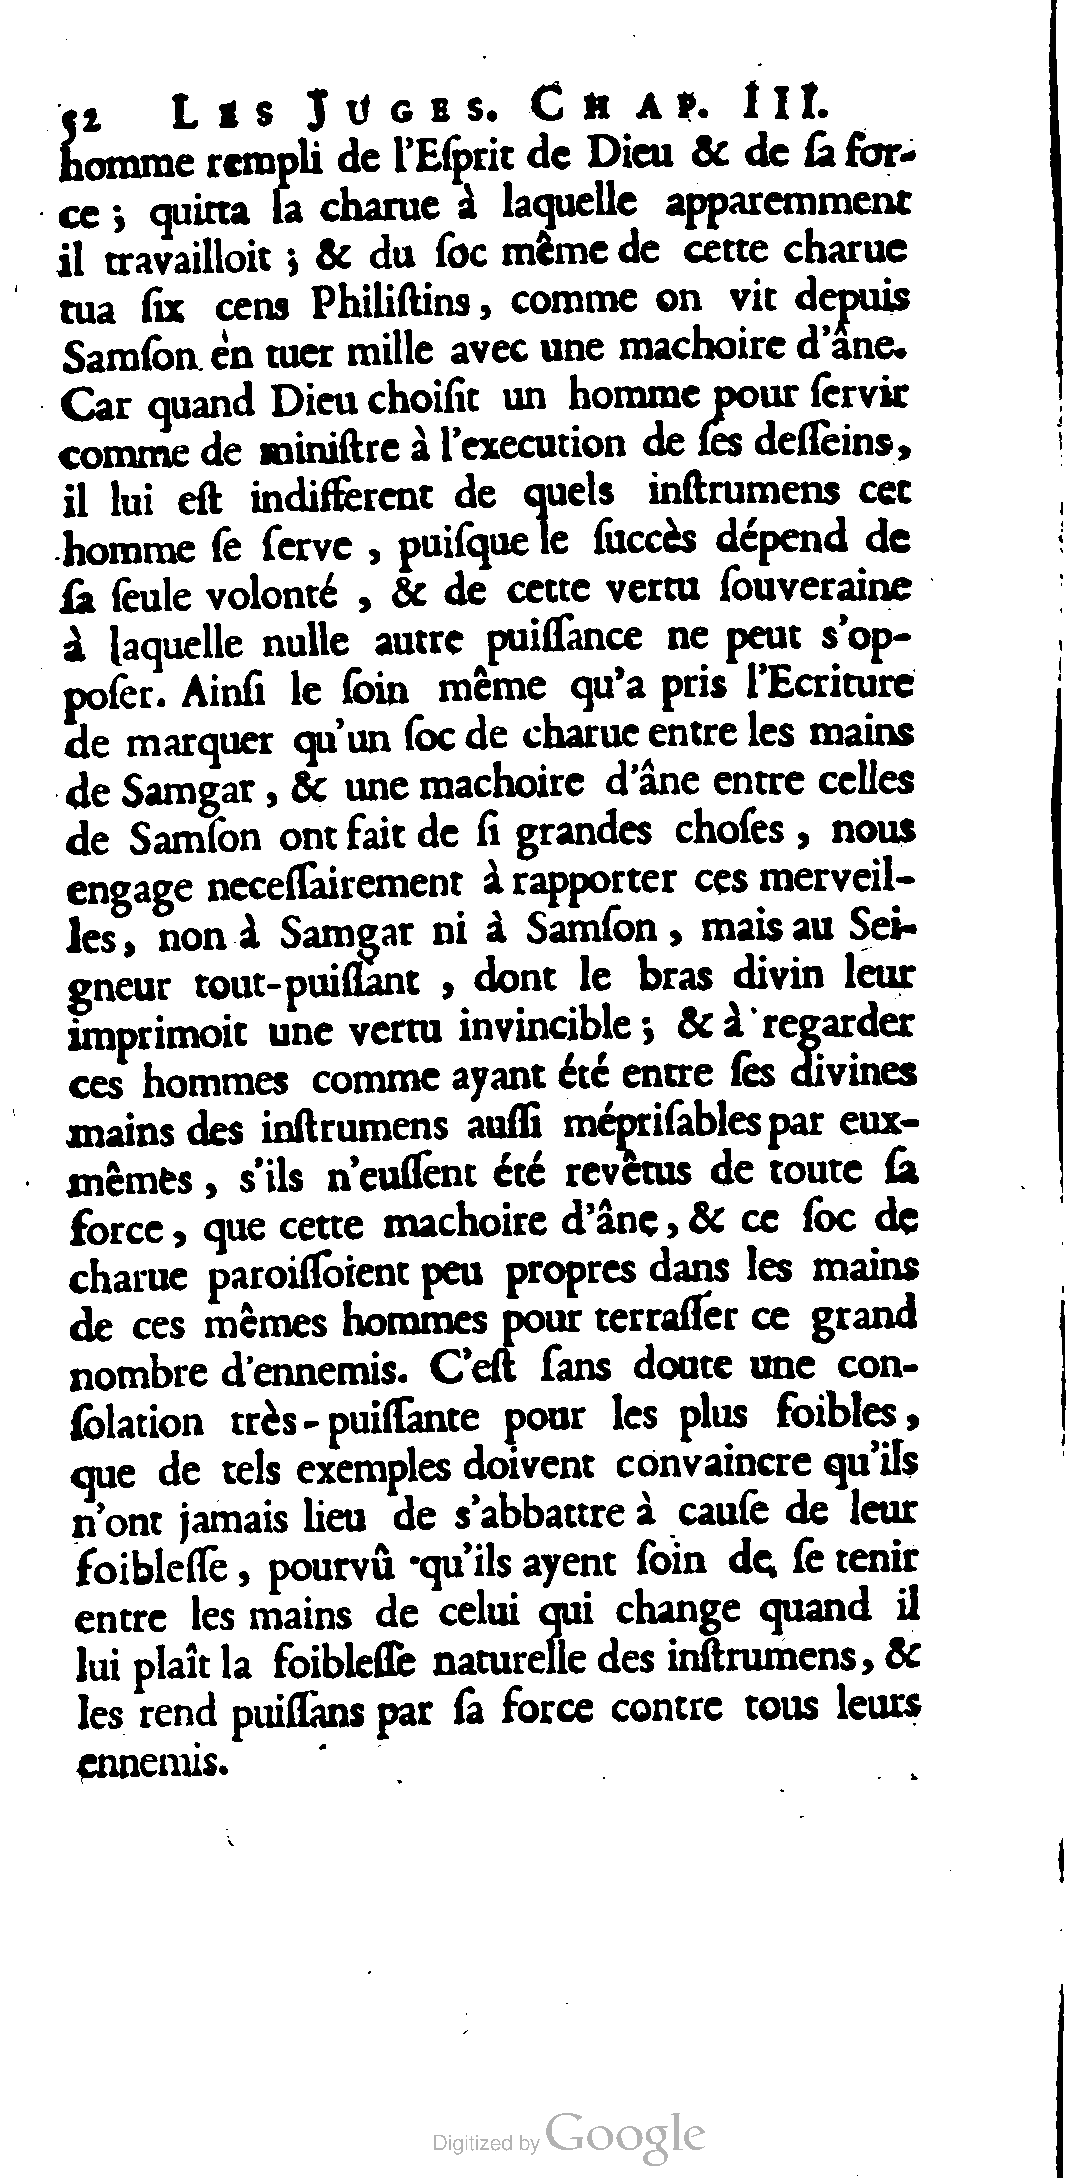 52 LES JUGES. CHAP. III.
homme rempli de l'Eſprit de Dieu & de ſa for-
ce ; quitta la charue à laquelle apparemment
il travailloit ; & du ſoc même de cette charue
tua ſix cens Philiſtins, comme on vit depuis
Samſon en tuer mille avec une machoire d'âne.
Car quand Dieu choiſit un homme pour ſervir
comme de miniſtre à l'execution de ſes deſſeins,
il lui eſt indifferent de quels inſtrumens cet
homme ſe ſerve , puiſque le ſuccès dépend de
ſa ſeule volonté , & de cette vertu ſouveraine
à laquelle nulle autre puiſſance ne peut s'op-
poſer. Ainſi le ſoin même qu'a pris l'Ecriture
de marquer qu'un ſoc de charue entre les mains
de Samgar , & une machoire d'âne entre celles
de Samſon ont fait de ſi grandes choſes , nous
engage neceſſairement à rapporter ces merveil-
les, non à Samgar ni à Samſon , mais au Sei-
gneur tout-puiſſant , dont le bras divin leur
imprimoit une vertu invincible ; & à regarder
ces hommes comme ayant été entre ſes divines
mains des inſtrumens auſſi mépriſables par eux-
mêmes , s'ils n'euſſent été revêtus de toute ſa
force, que cette machoire d'âne, & ce ſoc de
charue paroiſſoient peu propres dans les mains
de ces mêmes hommes pour terraſſer ce grand
nombre d'ennemis. C'eſt ſans doute une con-
ſolation très-puiſſante pour les plus foibles,
que de tels exemples doivent convaincre qu'ils
n'ont jamais lieu de s'abbattre à cauſe de leur
foibleſſe, pourvû qu'ils ayent ſoin de ſe tenir
entre les mains de celui qui change quand il
lui plaît la foibleſſe naturelle des inſtrumens, &
les rend puiſſans par ſa force contre tous leurs
ennemis.
Digitized by Google